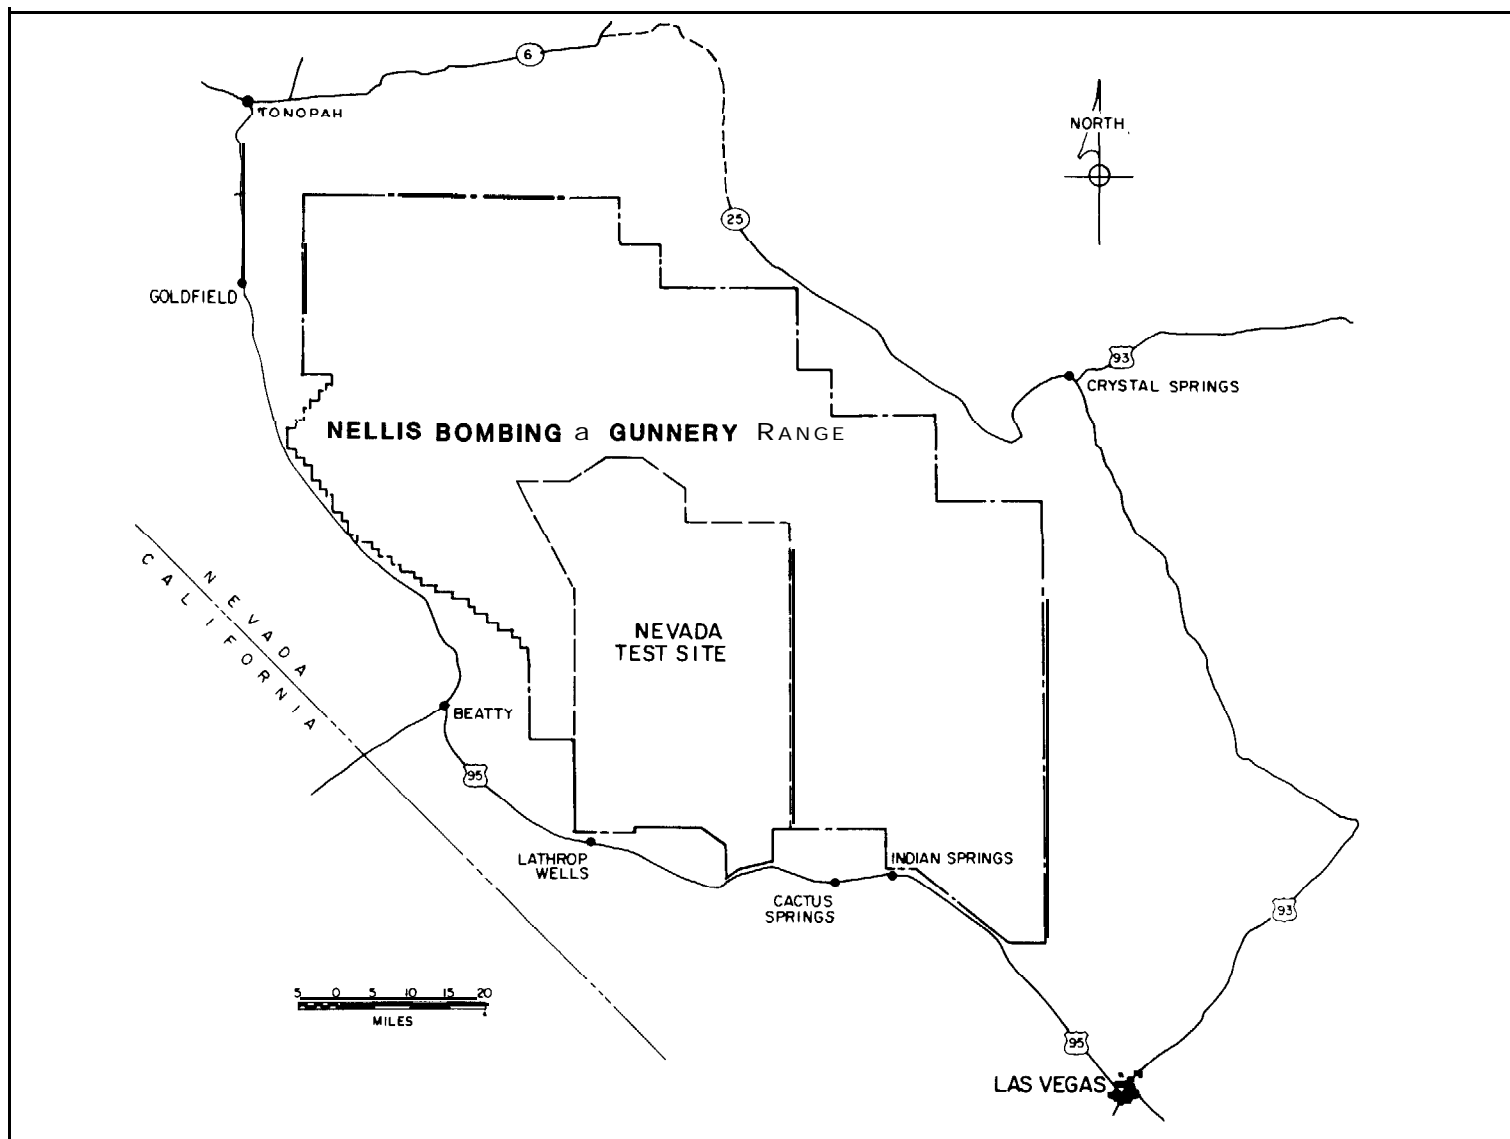 6
TONOPAH
NORTH
25
GOLDFIELD
93
CRYSTAL SPRINGS
NELLIS BOMBING a GUNNERY RANGE
NEVADA
CALIFORNIA
NEVADA
TEST SITE
BEATTY
95
LATHROP
WELLS
INDIAN SPRINGS
CACTUS
SPRINGS
93
5 0 5 10 15 20
MILES
95
LAS VEGAS